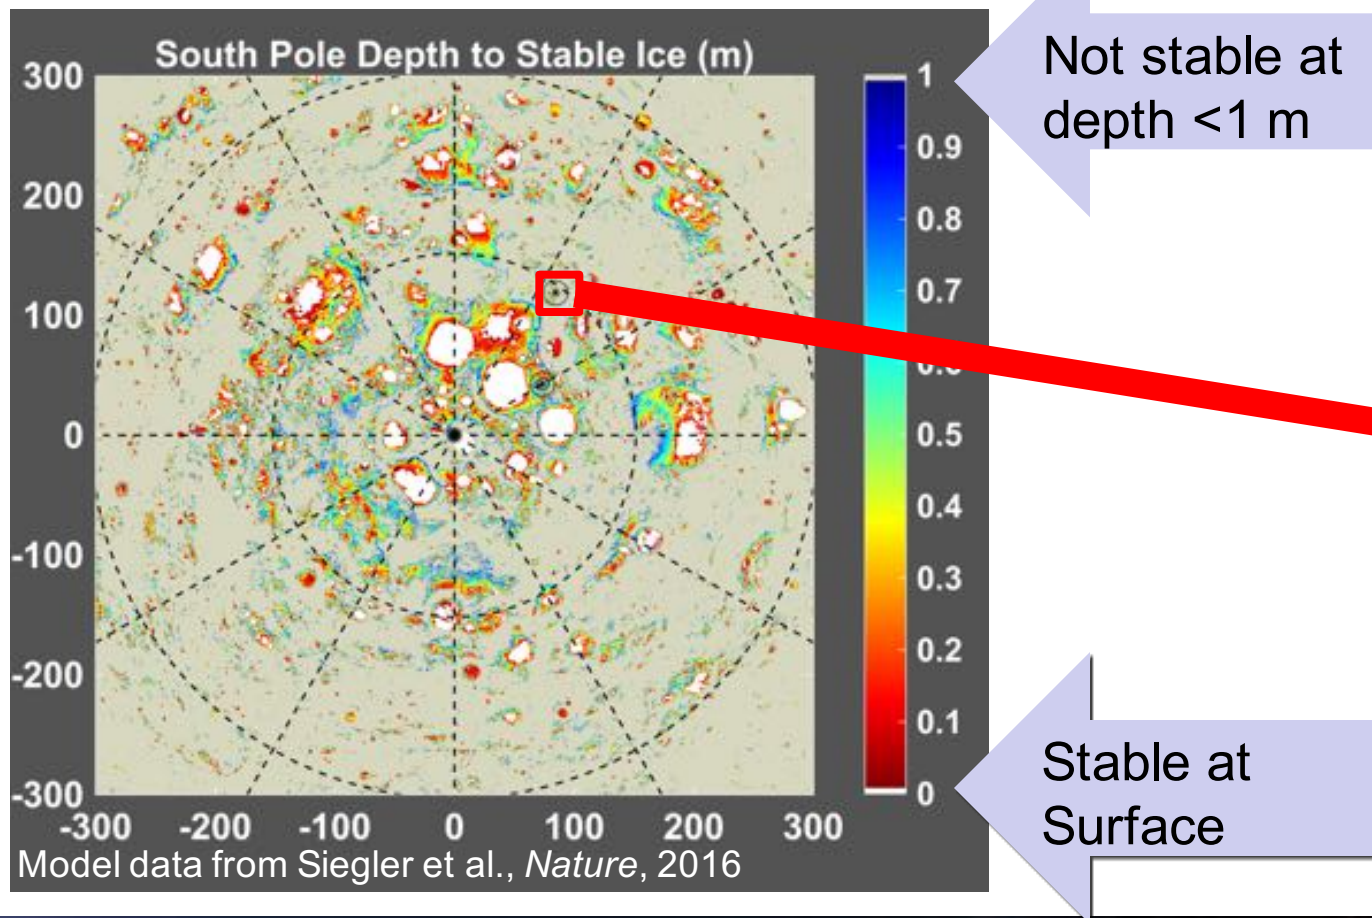 South Pole Depth to Stable Ice (m)
300
200
100
0
-100
-200
-300
-300 -200 -100 0 100 200 300
1
0.9
0.8
0.7
0.5
0.4
0.3
0.2
0.1
0
Not stable at
depth <1 m
Stable at
Surface
Model data from Siegler et al., Nature, 2016